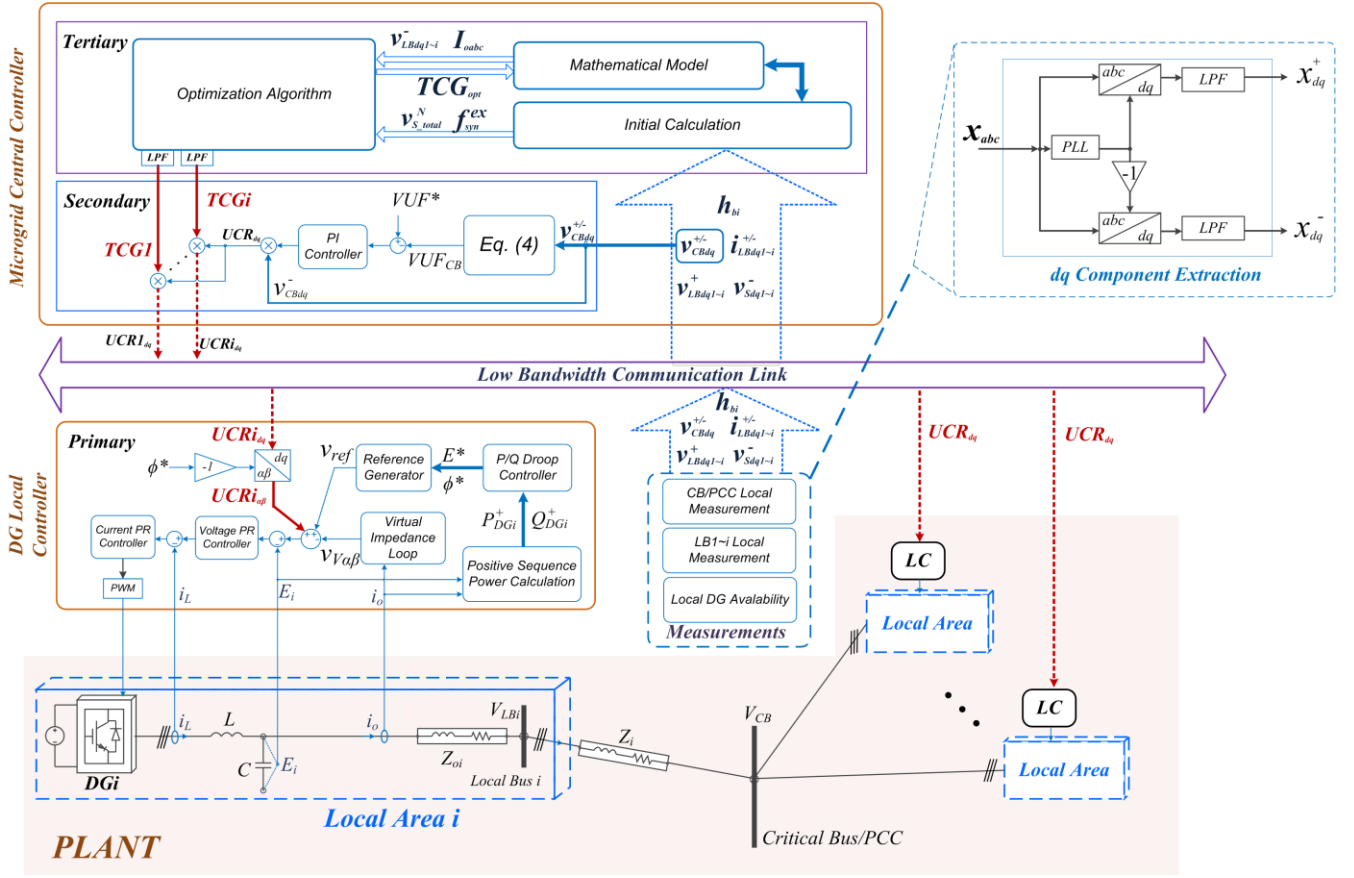 Microgrid Central Controller
Tertiary
Optimization Algorithm
v⁻LBdq1~i Ioabc
TCGopt
vᴺS_total fᵉˣsyn
Mathematical Model
Initial Calculation
LPF LPF
TCGi
TCG1
Secondary
VUF*
UCRdq
PI
Controller
VUFCB
Eq. (4)
v⁺/⁻CBdq
v⁻CBdq
hbi
v⁺/⁻CBdq i⁺/⁻LBdq1~i
v⁺LBdq1~i v⁻Sdq1~i
UCR1dq
UCRidq
xabc
PLL
abc
dq
LPF
x⁺dq
-1
abc
dq
LPF
x⁻dq
dq Component Extraction
Low Bandwidth Communication Link
DG Local
Controller
Primary
UCRidq
ϕ*
-1
dq
αβ
UCRiαβ
vref
Reference
Generator
E*
ϕ*
P/Q Droop
Controller
P⁺DGi Q⁺DGi
Current PR
Controller
Voltage PR
Controller
vVαβ
Virtual
Impedance
Loop
Positive Sequence
Power Calculation
PWM
iL
Ei
io
hbi
v⁺/⁻CBdq i⁺/⁻LBdq1~i
v⁺LBdq1~i v⁻Sdq1~i
CB/PCC Local
Measurement
LB1~i Local
Measurement
Local DG Avalability
Measurements
UCRdq
UCRdq
LC
Local Area
LC
Local Area
DGi
iL
L
C
Ei
io
Zoi
VLBi
Local Bus i
Zi
VCB
Critical Bus/PCC
Local Area i
PLANT